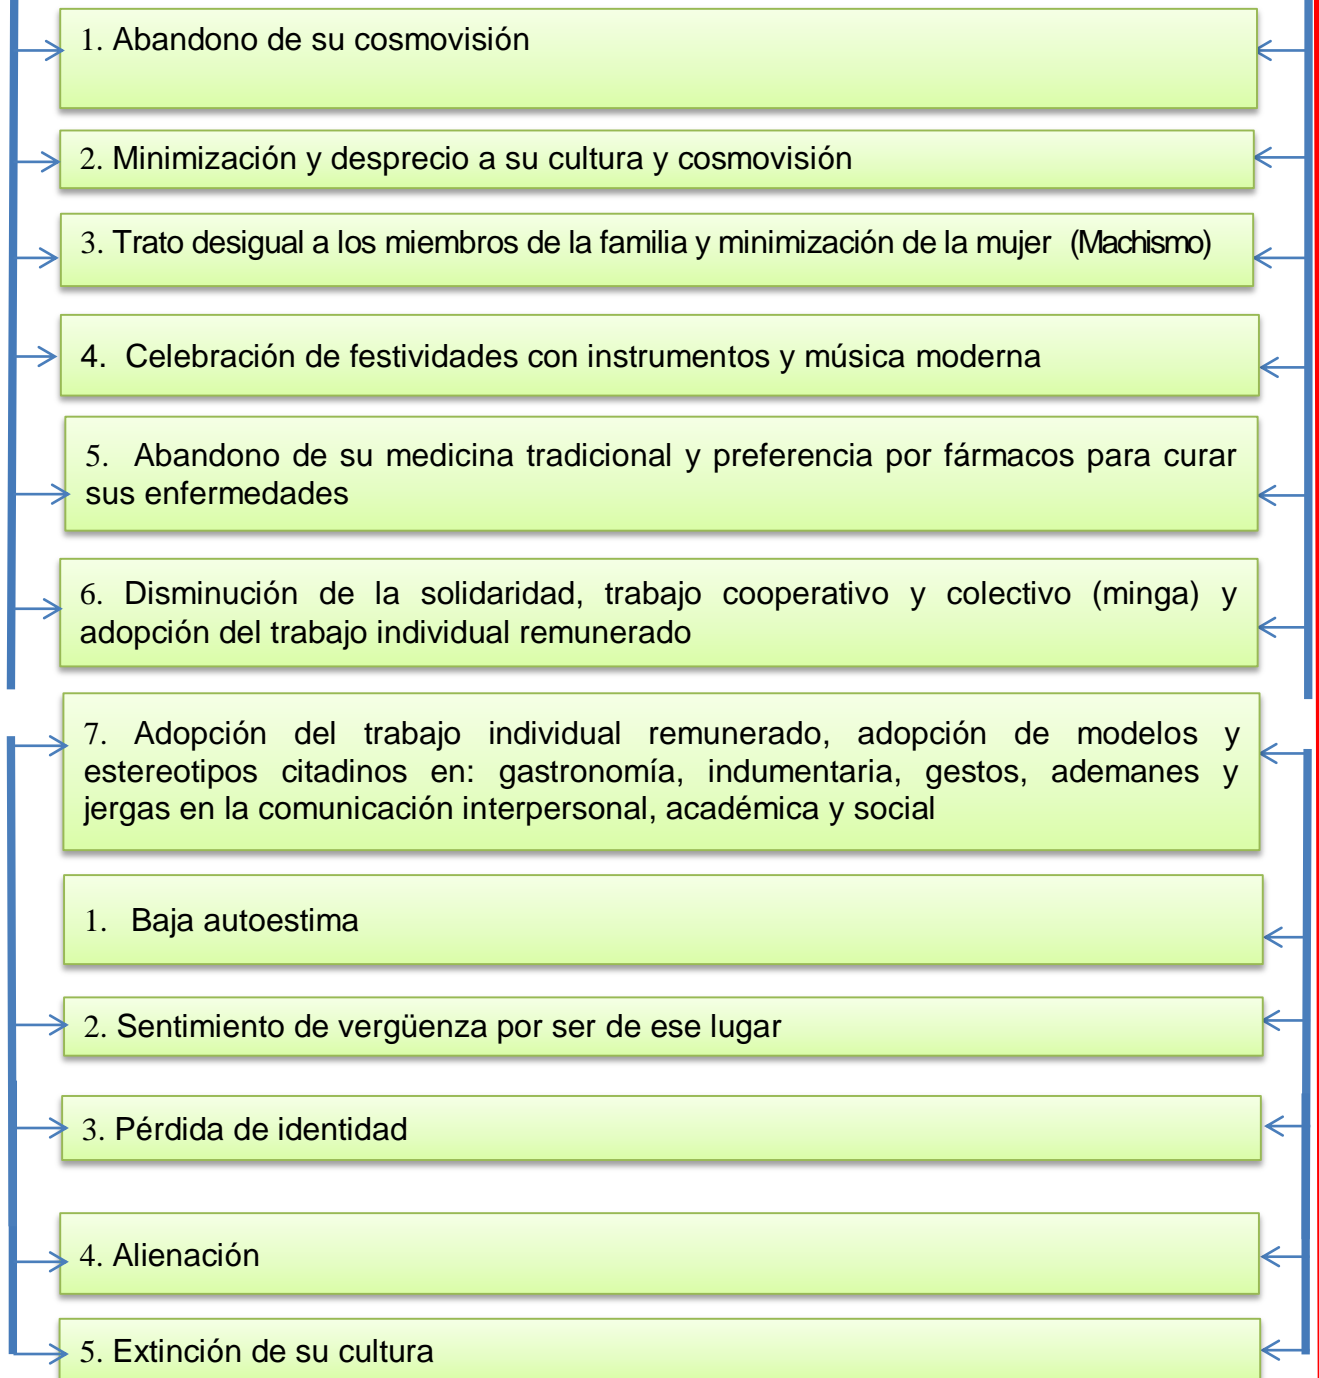 1. Abandono de su cosmovisión
2. Minimización y desprecio a su cultura y cosmovisión
3. Trato desigual a los miembros de la familia y minimización de la mujer (Machismo)
4. Celebración de festividades con instrumentos y música moderna
5. Abandono de su medicina tradicional y preferencia por fármacos para curar
sus enfermedades
6. Disminución de la solidaridad, trabajo cooperativo y colectivo (minga) y
adopción del trabajo individual remunerado
7. Adopción del trabajo individual remunerado, adopción de modelos y
estereotipos citadinos en: gastronomía, indumentaria, gestos, ademanes y
jergas en la comunicación interpersonal, académica y social
1. Baja autoestima
2. Sentimiento de vergüenza por ser de ese lugar
3. Pérdida de identidad
4. Alienación
5. Extinción de su cultura